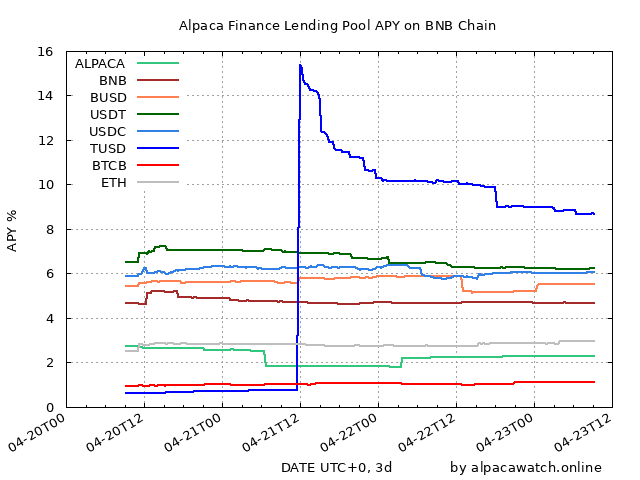 Alpaca Finance Lending Pool APY on BNB Chain
16
14
12
10
8
6
4
2
0
APY %
ALPACA
BNB
BUSD
USDT
USDC
TUSD
BTCB
ETH
04-20T00
04-20T12
04-21T00
04-21T12
04-22T00
04-22T12
04-23T00
04-23T12
DATE UTC+0, 3d
by alpacawatch.online